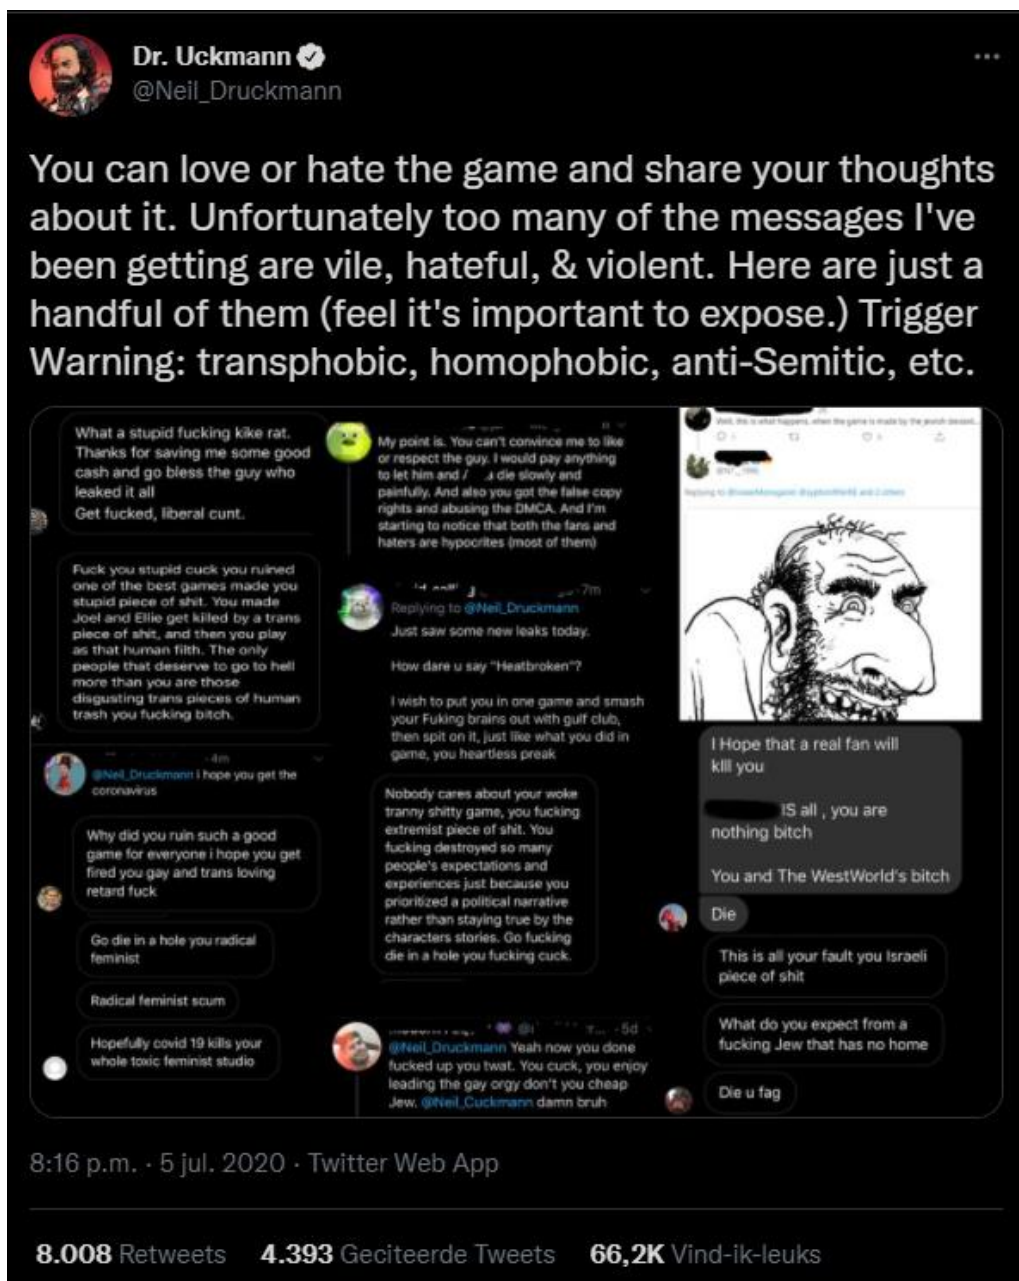 Dr. Uckmann
@Neil_Druckmann
You can love or hate the game and share your thoughts
about it. Unfortunately too many of the messages I've
been getting are vile, hateful, & violent. Here are just a
handful of them (feel it's important to expose.) Trigger
Warning: transphobic, homophobic, anti-Semitic, etc.
What a stupid fucking kike rat.
Thanks for saving me some good
cash and go bless the guy who
leaked it all
Get fucked, liberal cunt.
Fuck you stupid cuck you ruined
one of the best games made you
stupid piece of shit. You made
Joel and Ellie get killed by a trans
piece of shit, and then you play
as that human filth. The only
people that deserve to go to hell
more than you are those
disgusting trans pieces of human
trash you fucking bitch.
4m
@Neil_Druckmann i hope you get the
coronavirus
Why did you ruin such a good
game for everyone i hope you get
fired you gay and trans loving
retard fuck
Go die in a hole you radical
feminist
Radical feminist scum
Hopefully covid 19 kills your
whole toxic feminist studio
My point is. You can't convince me to like
or respect the guy. I would pay anything
to let him and die slowly and
painfully. And also you got the false copy
rights and abusing the DMCA. And I'm
starting to notice that both the fans and
haters are hypocrites (most of them)
7m
Replying to @Neil_Druckmann
Just saw some new leaks today.
How dare u say "Heatbroken"?
I wish to put you in one game and smash
your Fuking brains out with gulf club,
then spit on it, just like what you did in
game, you heartless preak
Nobody cares about your woke
tranny shitty game, you fucking
extremist piece of shit. You
fucking destroyed so many
people's expectations and
experiences just because you
prioritized a political narrative
rather than staying true by the
characters stories. Go fucking
die in a hole you fucking cuck.
5d
@Neil_Druckmann Yeah now you done
fucked up you twat. You cuck, you enjoy
leading the gay orgy don't you cheap
Jew. @Neil_Cuckmann damn bruh
Well, this is what happens, when the game is made by the jewish
Replying to
I Hope that a real fan will
kIll you
IS all , you are
nothing bitch
You and The WestWorld's bitch
Die
This is all your fault you Israeli
piece of shit
What do you expect from a
fucking Jew that has no home
Die u fag
8:16 p.m. · 5 jul. 2020 · Twitter Web App
8.008 Retweets 4.393 Geciteerde Tweets 66,2K Vind-ik-leuks